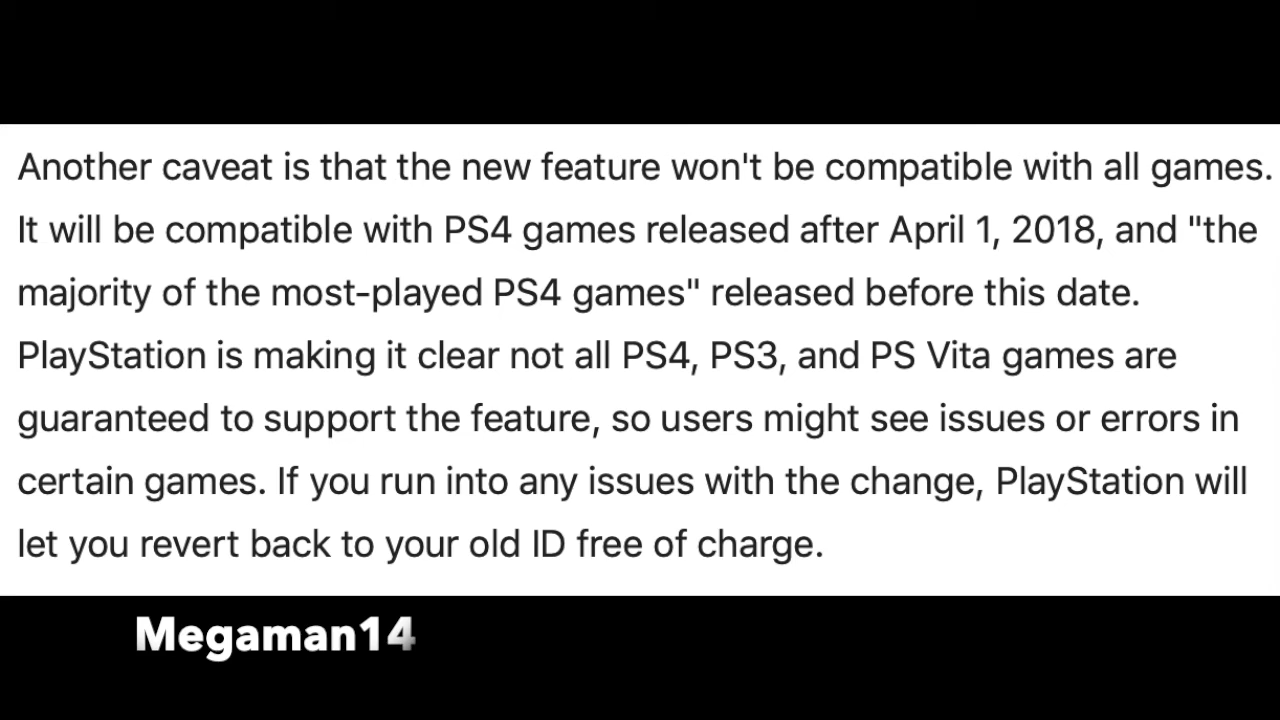 Another caveat is that the new feature won't be compatible with all games.
It will be compatible with PS4 games released after April 1, 2018, and "the
majority of the most-played PS4 games" released before this date.
PlayStation is making it clear not all PS4, PS3, and PS Vita games are
guaranteed to support the feature, so users might see issues or errors in
certain games. If you run into any issues with the change, PlayStation will
let you revert back to your old ID free of charge.
Megaman14